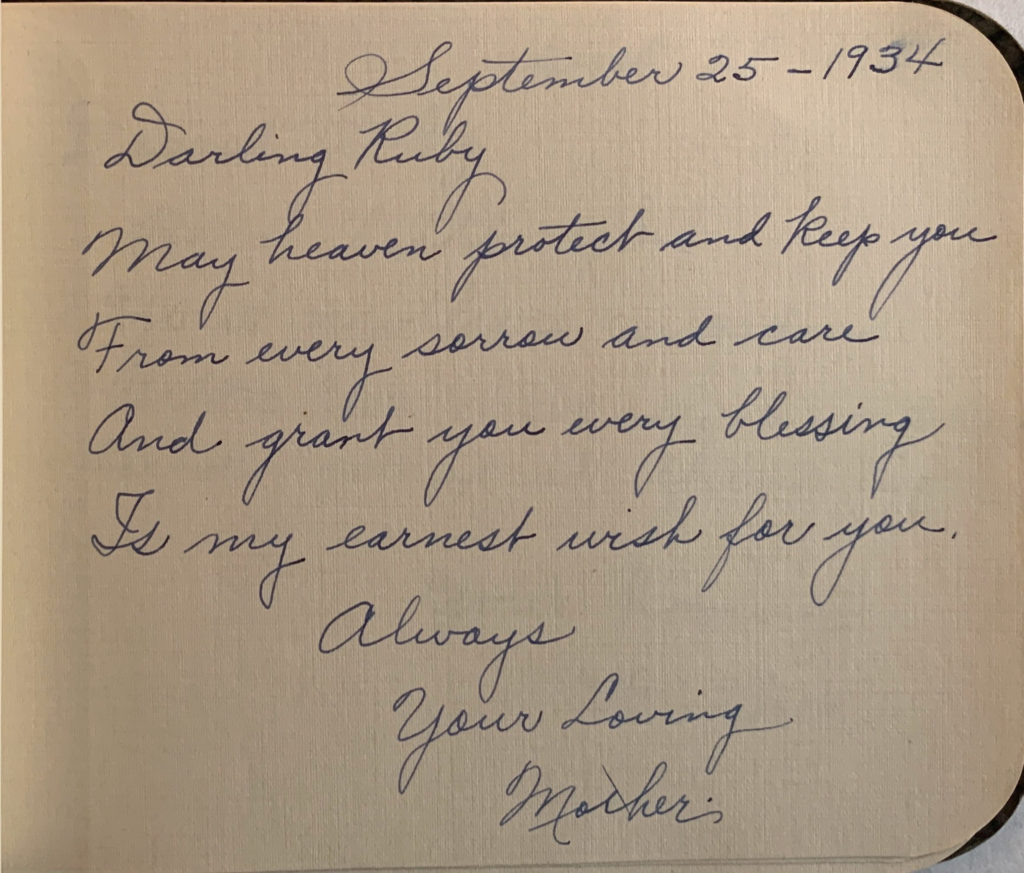 September 25 - 1934
Darling Ruby
May heaven protect and keep you
From every sorrow and care
And grant you every blessing
Is my earnest wish for you.
Always
Your Loving
Mother.